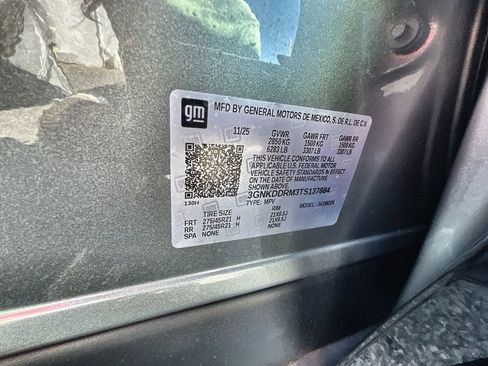 gm
MFD BY GENERAL MOTORS DE MEXICO, S. DE R.L. DE C.V.
11/25 GVWR GAWR FRT GAWR RR
2850 KG 1500 KG 1500 KG
6283 LB 3307 LB 3307 LB
THIS VEHICLE CONFORMS TO ALL
APPLICABLE U.S. FEDERAL MOTOR
VEHICLE SAFETY STANDARDS IN EFFECT
ON THE DATE OF MANUFACTURE SHOWN ABOVE.
3GNKDDRM3TS137684
130H TYPE: MPV
TIRE SIZE RIM
FRT 275/45R21 H 21X8.5J
RR 275/45R21 H 21X8.5J
SPA NONE NONE